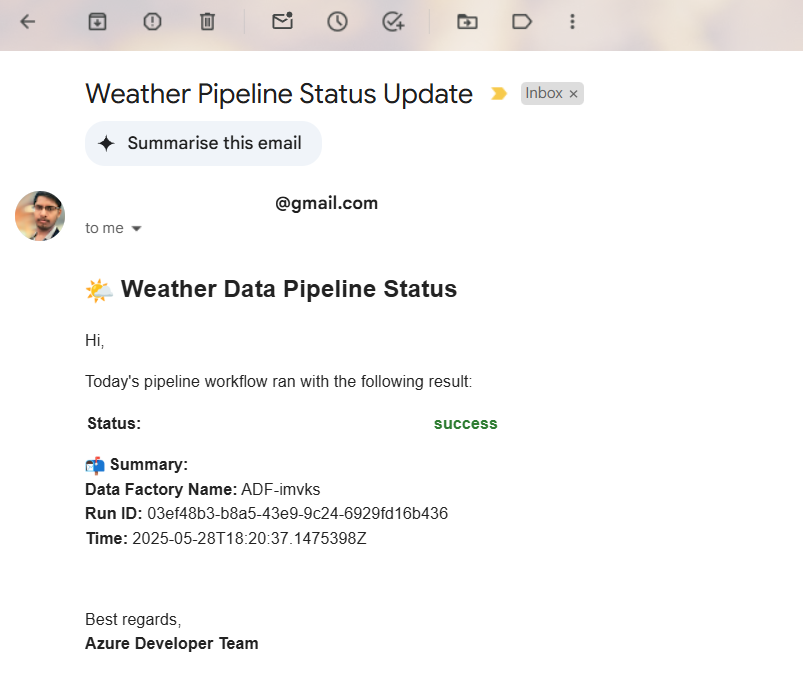 Weather Pipeline Status Update
Inbox ×
Summarise this email
@gmail.com
to me
🌤️ Weather Data Pipeline Status
Hi,
Today's pipeline workflow ran with the following result:
Status: success
📬 Summary:
Data Factory Name: ADF-imvks
Run ID: 03ef48b3-b8a5-43e9-9c24-6929fd16b436
Time: 2025-05-28T18:20:37.1475398Z
Best regards,
Azure Developer Team